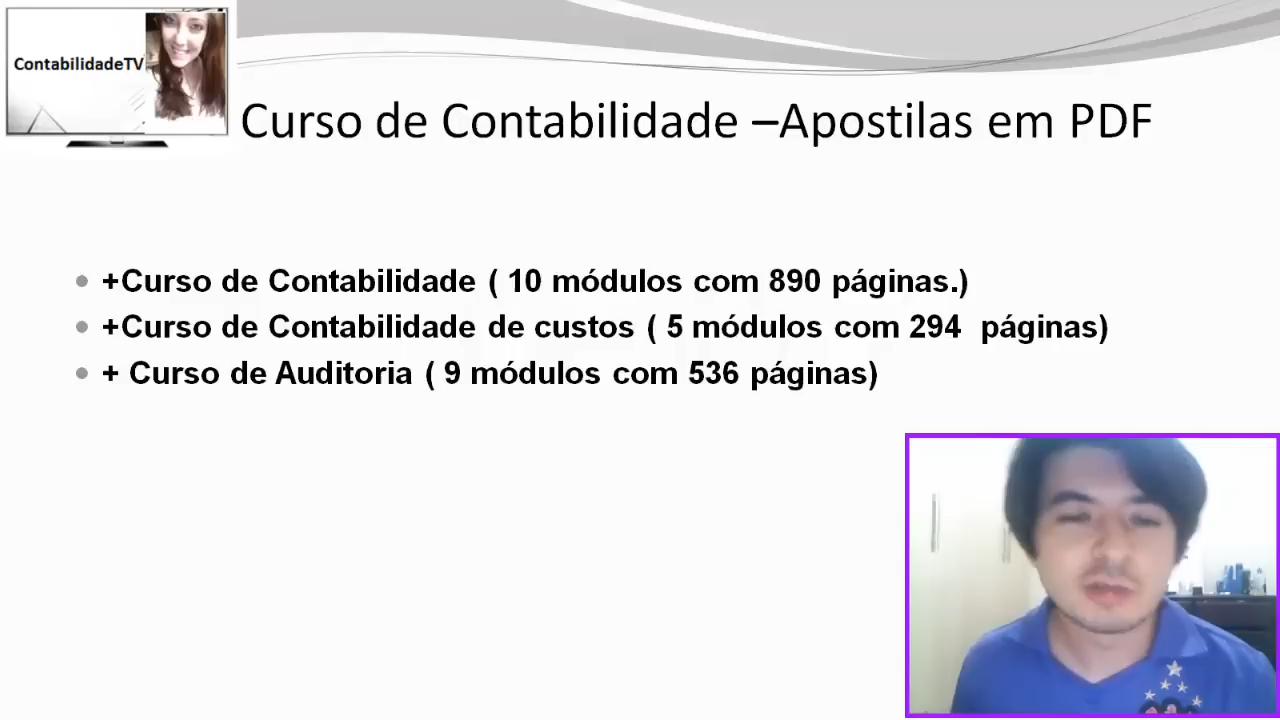 ContabilidadeTV
Curso de Contabilidade –Apostilas em PDF
+Curso de Contabilidade ( 10 módulos com 890 páginas.)
+Curso de Contabilidade de custos ( 5 módulos com 294  páginas)
+ Curso de Auditoria ( 9 módulos com 536 páginas)